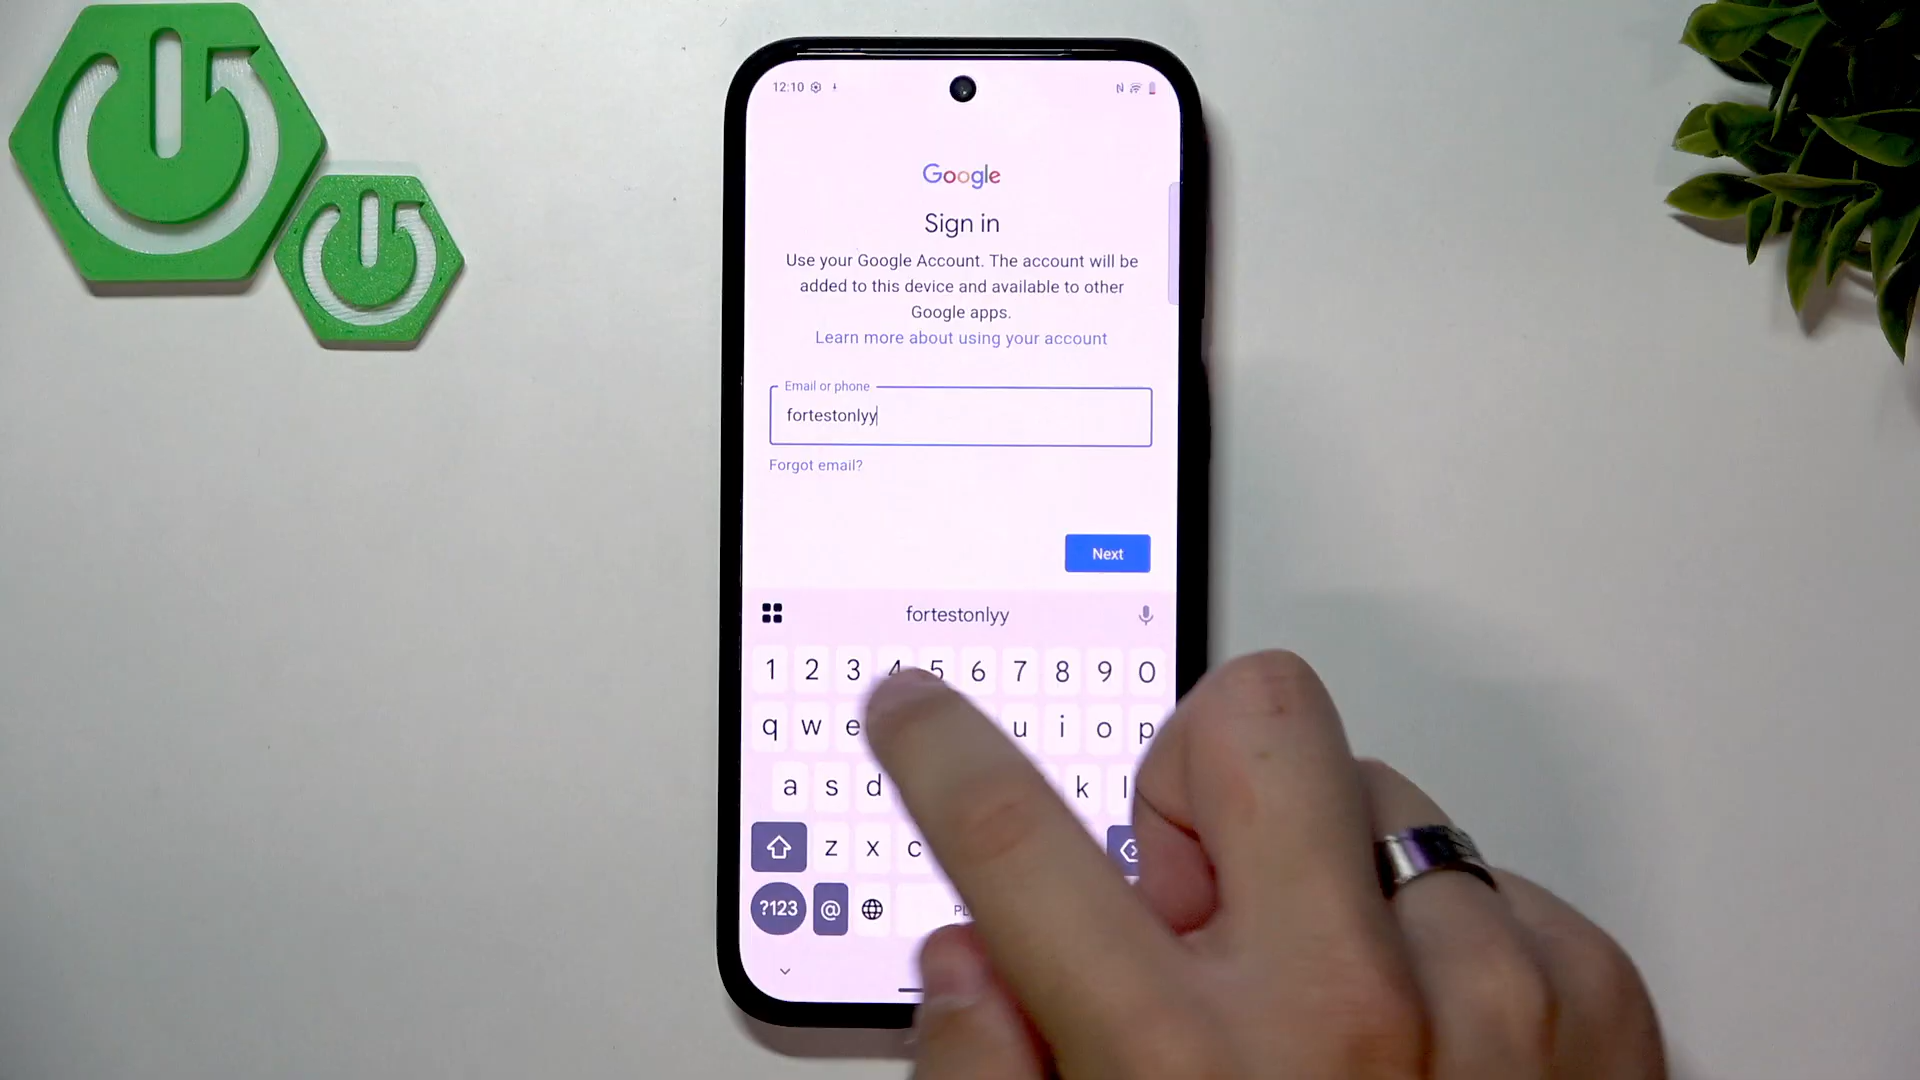 12:10
Google
Sign in
Use your Google Account. The account will be
added to this device and available to other
Google apps.
Learn more about using your account
Email or phone
fortestonlyy
Forgot email?
Next
fortestonlyy
1 2 3 4 5 6 7 8 9 0
q w e u i o p
a s d k l
z x c
?123 @